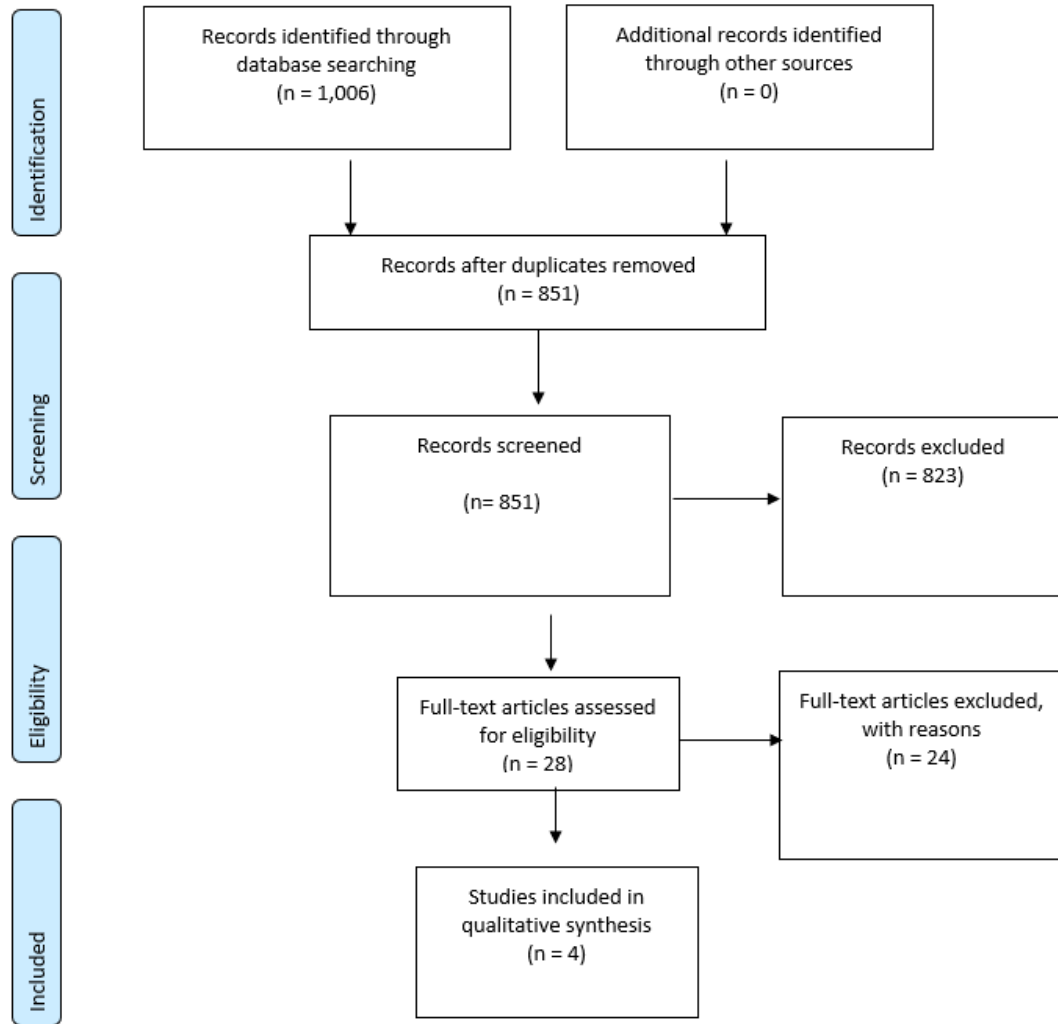 Identification
Records identified through
database searching
(n = 1,006)
Additional records identified
through other sources
(n = 0)
Records after duplicates removed
(n = 851)
Screening
Records screened
(n= 851)
Records excluded
(n = 823)
Eligibility
Full-text articles assessed
for eligibility
(n = 28)
Full-text articles excluded,
with reasons
(n = 24)
Included
Studies included in
qualitative synthesis
(n = 4)